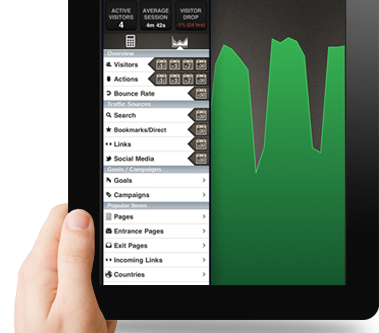 ACTIVE VISITORS 4
AVERAGE SESSION 4m 42s
VISITOR DROP -1% (24 hrs)
Overview
Visitors
Actions
Bounce Rate
Traffic Sources
Search
Bookmarks/Direct
Links
Social Media
Goals / Campaigns
Goals
Campaigns
Popular Items
Pages
Entrance Pages
Exit Pages
Incoming Links
Countries